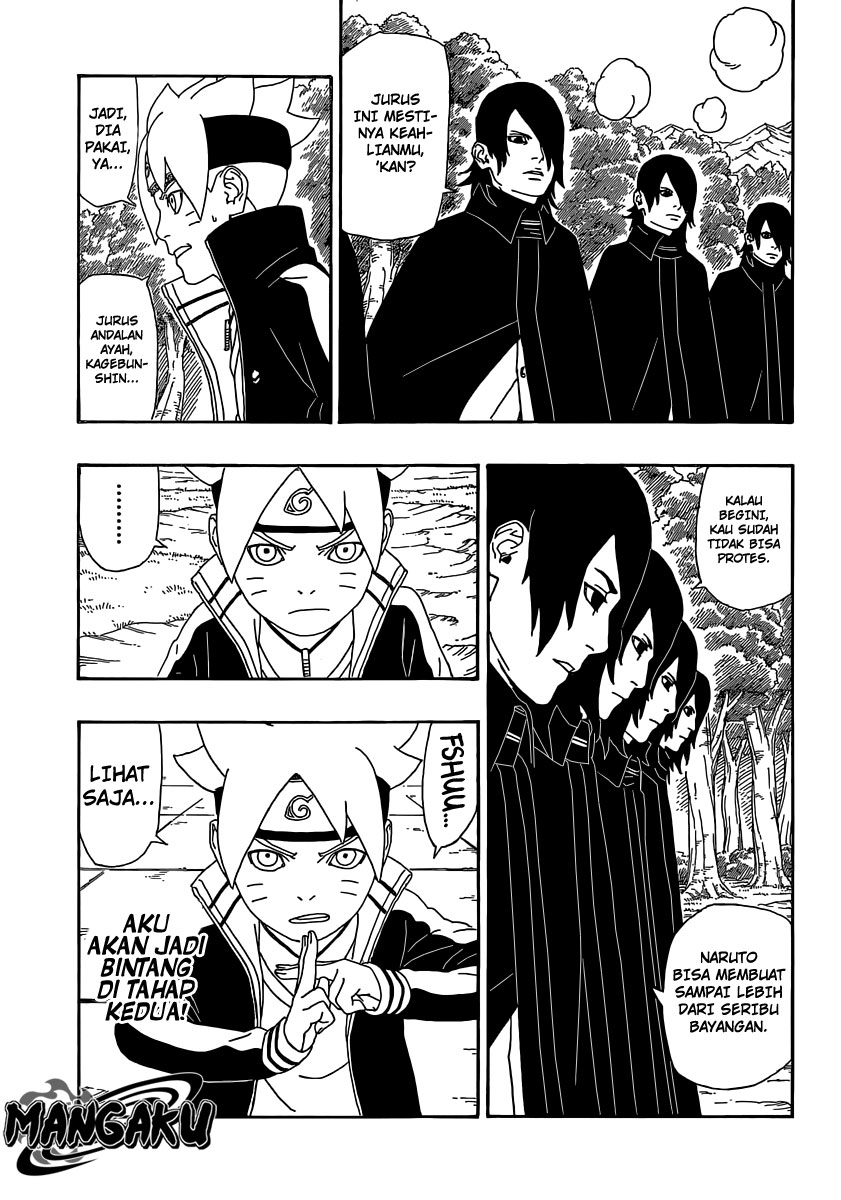 JURUS
INI MESTI-
NYA KEAH-
LIANMU,
'KAN?
JADI,
DIA
PAKAI,
YA...
JURUS
ANDALAN
AYAH,
KAGEBUN-
SHIN...
KALAU
BEGINI,
KAU SUDAH
TIDAK BISA
PROTES.
NARUTO
BISA MEMBUAT
SAMPAI LEBIH
DARI SERIBU
BAYANGAN.
.........
FSHUU...
LIHAT
SAJA...
AKU
AKAN JADI
BINTANG
DI TAHAP
KEDUA!
MANGAKU